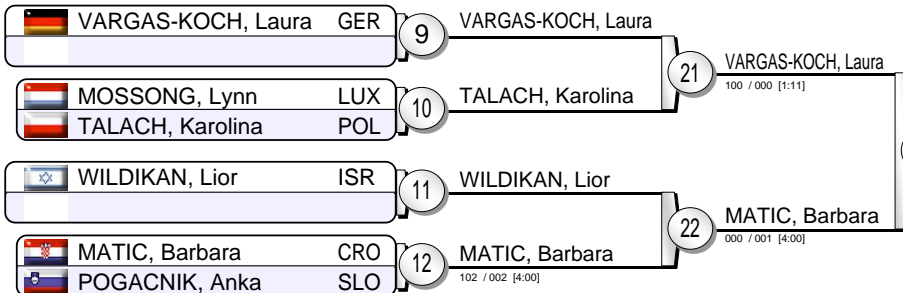 VARGAS-KOCH, Laura GER
9
VARGAS-KOCH, Laura
21
VARGAS-KOCH, Laura
100 / 000 [1:11]
MOSSONG, Lynn LUX
TALACH, Karolina POL
10
TALACH, Karolina
WILDIKAN, Lior ISR
11
WILDIKAN, Lior
22
MATIC, Barbara
000 / 001 [4:00]
MATIC, Barbara CRO
POGACNIK, Anka SLO
12
MATIC, Barbara
102 / 002 [4:00]